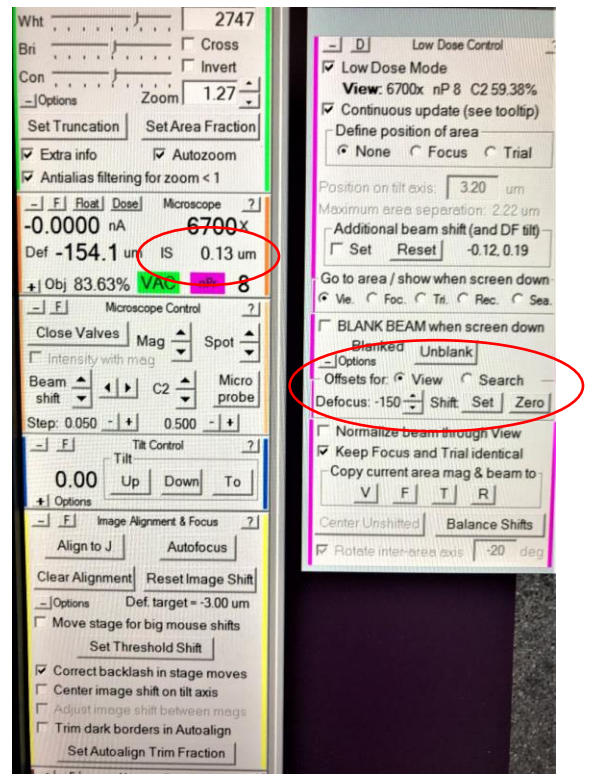 Wht 2747
Bri Cross
Con Invert
Options Zoom 1.27
Set Truncation Set Area Fraction
Extra info Autozoom
Antialias filtering for zoom < 1
- F Float Dose Microscope ?
-0.0000 nA 6700x
Def -154.1 um IS 0.13 um
+ Obj 83.63% VAC nPr 8
- F Microscope Control ?
Close Valves Mag Spot
Intensity with mag
Beam shift C2 Micro probe
Step: 0.050 - + 0.500 - +
- F Tilt Control ?
Tilt
0.00 Up Down To
+ Options
- F Image Alignment & Focus ?
Align to J Autofocus
Clear Alignment Reset Image Shift
- Options Def. target = -3.00 um
Move stage for big mouse shifts
Set Threshold Shift
Correct backlash in stage moves
Center image shift on tilt axis
Adjust image shift between mags
Trim dark borders in Autoalign
Set Autoalign Trim Fraction
- D Low Dose Control ?
Low Dose Mode
View: 6700x nP 8 C2 59.38%
Continuous update (see tooltip)
Define position of area
None Focus Trial
Position on tilt axis: 3.20 um
Maximum area separation: 2.22 um
Additional beam shift (and DF tilt)
Set Reset -0.12, 0.19
Go to area / show when screen down
Vie. Foc. Tri. Rec. Sea.
BLANK BEAM when screen down
Blanked Unblank
- Options
Offsets for: View Search
Defocus: -150 Shift: Set Zero
Normalize beam through View
Keep Focus and Trial identical
Copy current area mag & beam to
V F T R
Center Unshifted Balance Shifts
Rotate inter-area axis -20 deg